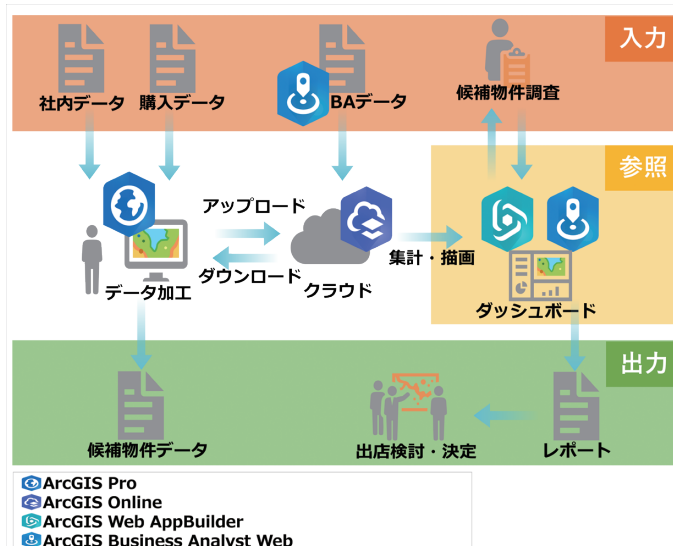 入力
社内データ
購入データ
BAデータ
候補物件調査
参照
アップロード
ダウンロード
データ加工
クラウド
集計・描画
ダッシュボード
出力
候補物件データ
出店検討・決定
レポート
ArcGIS Pro
ArcGIS Online
ArcGIS Web AppBuilder
ArcGIS Business Analyst Web